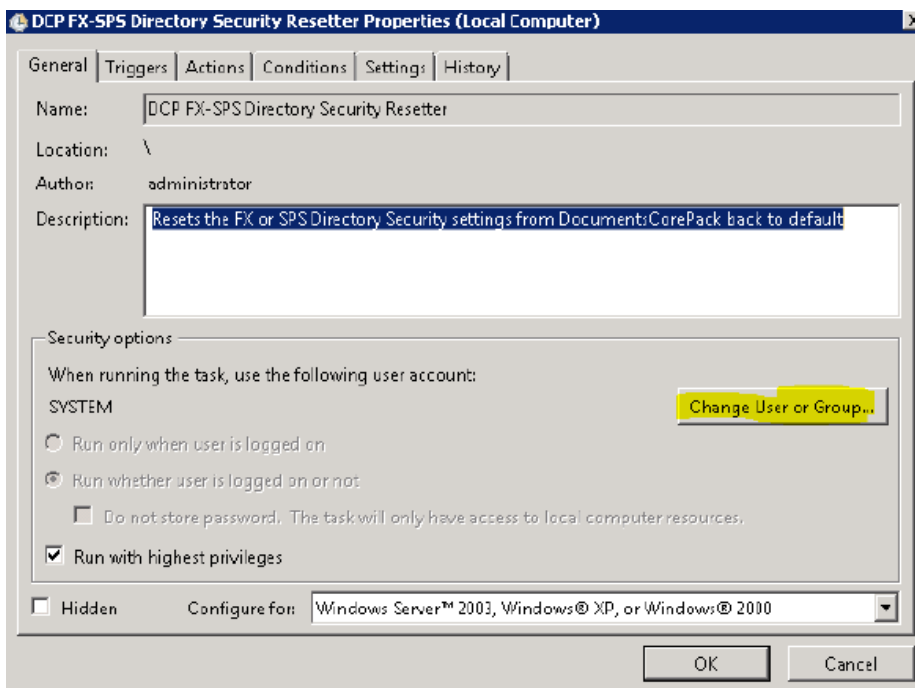 DCP FX-SPS Directory Security Resetter Properties (Local Computer)
General Triggers Actions Conditions Settings History
Name: DCP FX-SPS Directory Security Resetter
Location: \
Author: administrator
Description: Resets the FX or SPS Directory Security settings from DocumentsCorePack back to default
Security options
When running the task, use the following user account:
SYSTEM Change User or Group...
Run only when user is logged on
Run whether user is logged on or not
Do not store password. The task will only have access to local computer resources.
Run with highest privileges
Hidden Configure for: Windows Server™ 2003, Windows® XP, or Windows® 2000
OK Cancel